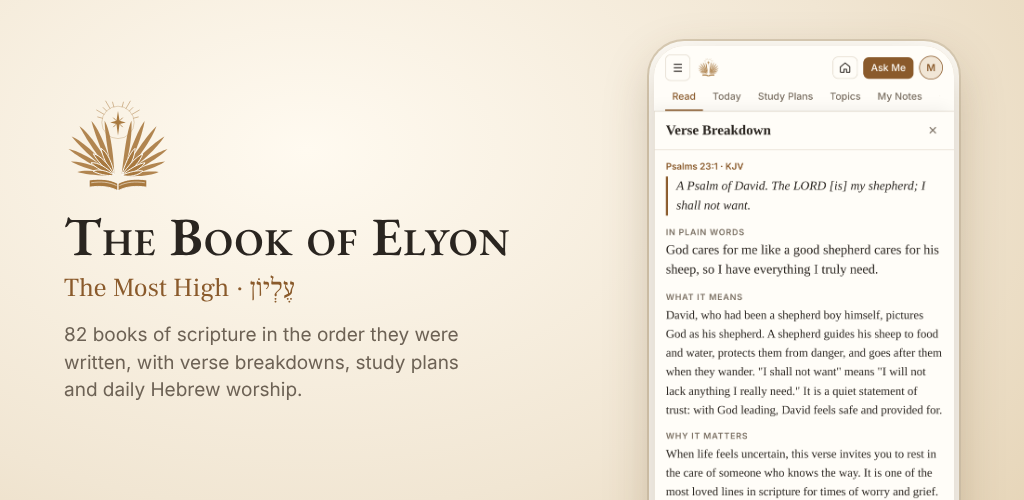 The Book of Elyon
The Most High · עֶלְיוֹן
82 books of scripture in the order they were
written, with verse breakdowns, study plans
and daily Hebrew worship.
Ask Me
M
Read Today Study Plans Topics My Notes
Verse Breakdown ×
Psalms 23:1 · KJV
A Psalm of David. The LORD [is] my shepherd; I
shall not want.
IN PLAIN WORDS
God cares for me like a good shepherd cares for his
sheep, so I have everything I truly need.
WHAT IT MEANS
David, who had been a shepherd boy himself, pictures
God as his shepherd. A shepherd guides his sheep to food
and water, protects them from danger, and goes after them
when they wander. "I shall not want" means "I will not
lack anything I really need." It is a quiet statement of
trust: with God leading, David feels safe and provided for.
WHY IT MATTERS
When life feels uncertain, this verse invites you to rest in
the care of someone who knows the way. It is one of the
most loved lines in scripture for times of worry and grief.